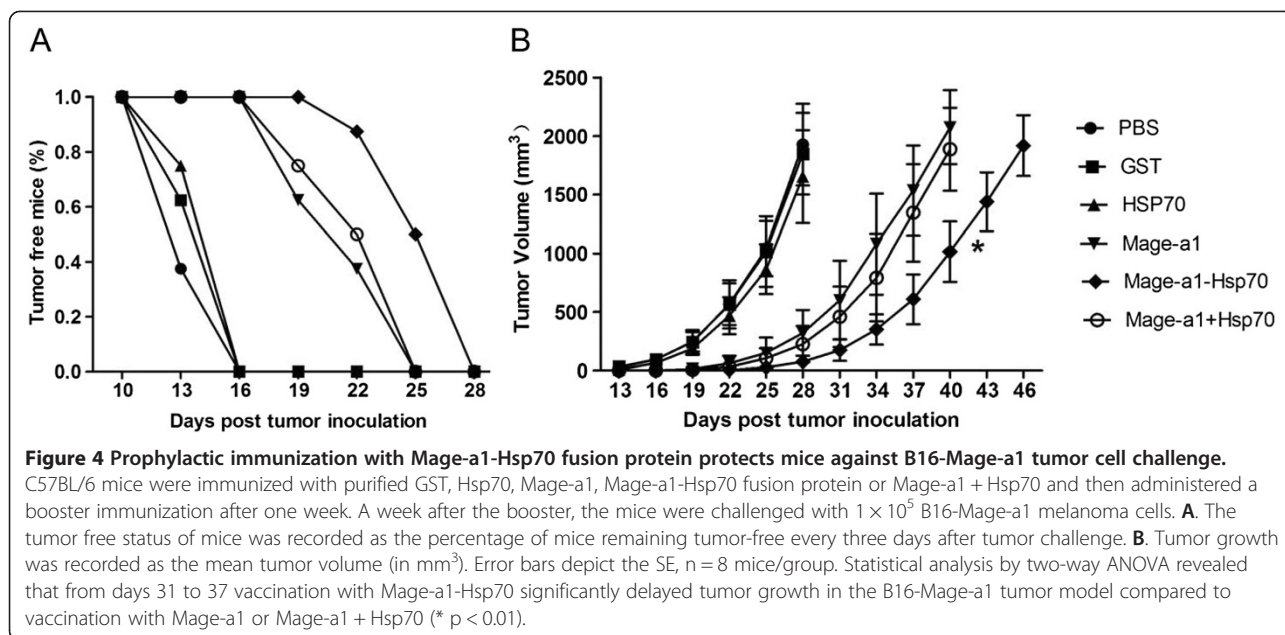 A
B
Tumor free mice (%)
1.0
0.8
0.6
0.4
0.2
0.0
10 13 16 19 22 25 28
Days post tumor inoculation
Tumor Volume (mm³)
2500
2000
1500
1000
500
0
13 16 19 22 25 28 31 34 37 40 43 46
Days post tumor inoculation
*
PBS
GST
HSP70
Mage-a1
Mage-a1-Hsp70
Mage-a1+Hsp70
Figure 4 Prophylactic immunization with Mage-a1-Hsp70 fusion protein protects mice against B16-Mage-a1 tumor cell challenge.
C57BL/6 mice were immunized with purified GST, Hsp70, Mage-a1, Mage-a1-Hsp70 fusion protein or Mage-a1 + Hsp70 and then administered a
booster immunization after one week. A week after the booster, the mice were challenged with 1 × 10⁵ B16-Mage-a1 melanoma cells. A. The
tumor free status of mice was recorded as the percentage of mice remaining tumor-free every three days after tumor challenge. B. Tumor growth
was recorded as the mean tumor volume (in mm³). Error bars depict the SE, n = 8 mice/group. Statistical analysis by two-way ANOVA revealed
that from days 31 to 37 vaccination with Mage-a1-Hsp70 significantly delayed tumor growth in the B16-Mage-a1 tumor model compared to
vaccination with Mage-a1 or Mage-a1 + Hsp70 (* p < 0.01).